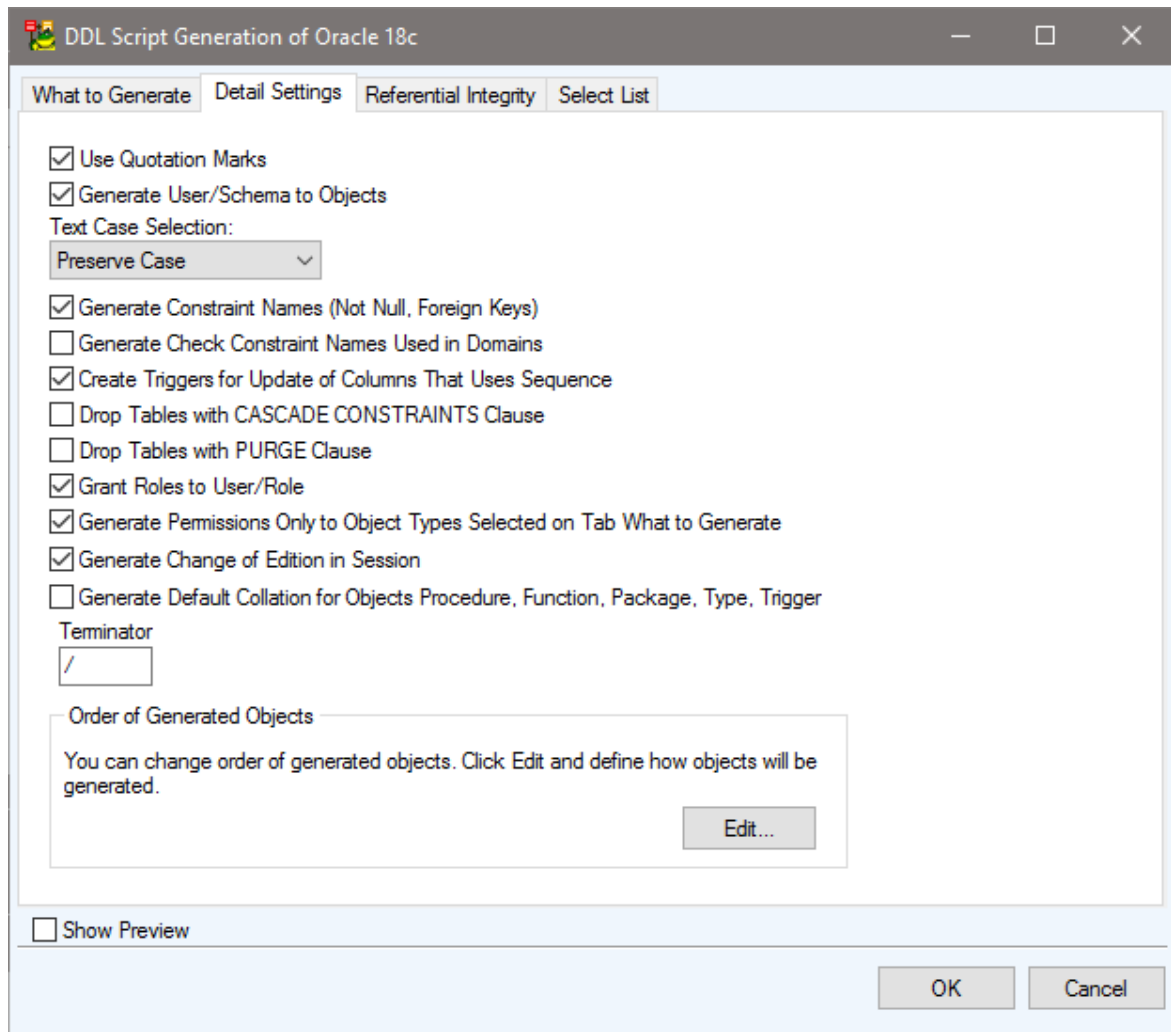 DDL Script Generation of Oracle 18c
What to Generate
Detail Settings
Referential Integrity
Select List
Use Quotation Marks
Generate User/Schema to Objects
Text Case Selection:
Preserve Case
Generate Constraint Names (Not Null, Foreign Keys)
Generate Check Constraint Names Used in Domains
Create Triggers for Update of Columns That Uses Sequence
Drop Tables with CASCADE CONSTRAINTS Clause
Drop Tables with PURGE Clause
Grant Roles to User/Role
Generate Permissions Only to Object Types Selected on Tab What to Generate
Generate Change of Edition in Session
Generate Default Collation for Objects Procedure, Function, Package, Type, Trigger
Terminator
/
Order of Generated Objects
You can change order of generated objects. Click Edit and define how objects will be
generated.
Edit...
Show Preview
OK
Cancel